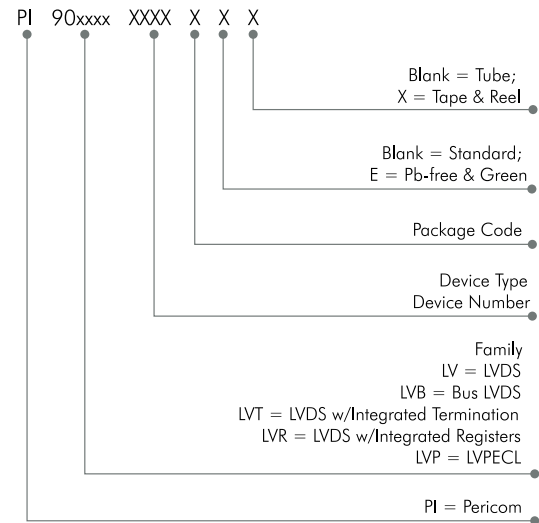 PI 90xxxx XXXX X X X
Blank = Tube;
X = Tape & Reel
Blank = Standard;
E = Pb-free & Green
Package Code
Device Type
Device Number
Family
LV = LVDS
LVB = Bus LVDS
LVT = LVDS w/Integrated Termination
LVR = LVDS w/Integrated Registers
LVP = LVPECL
PI = Pericom